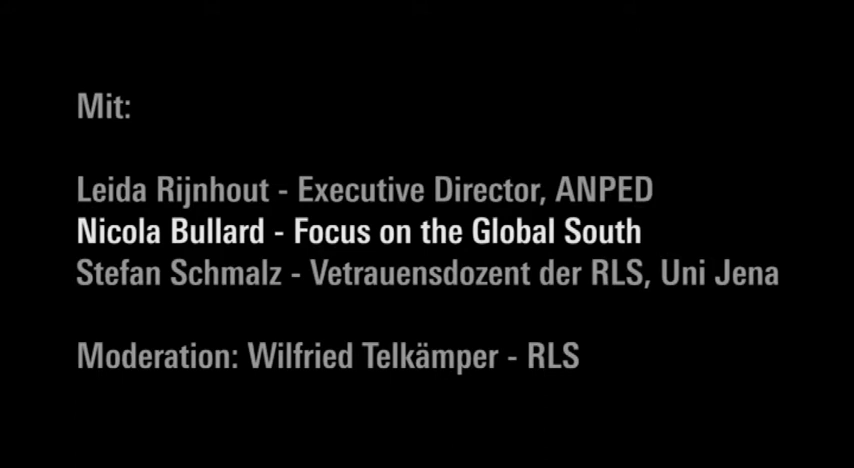 Mit:
Leida Rijnhout - Executive Director, ANPED
Nicola Bullard - Focus on the Global South
Stefan Schmalz - Vetrauensdozent der RLS, Uni Jena
Moderation: Wilfried Telkämper - RLS